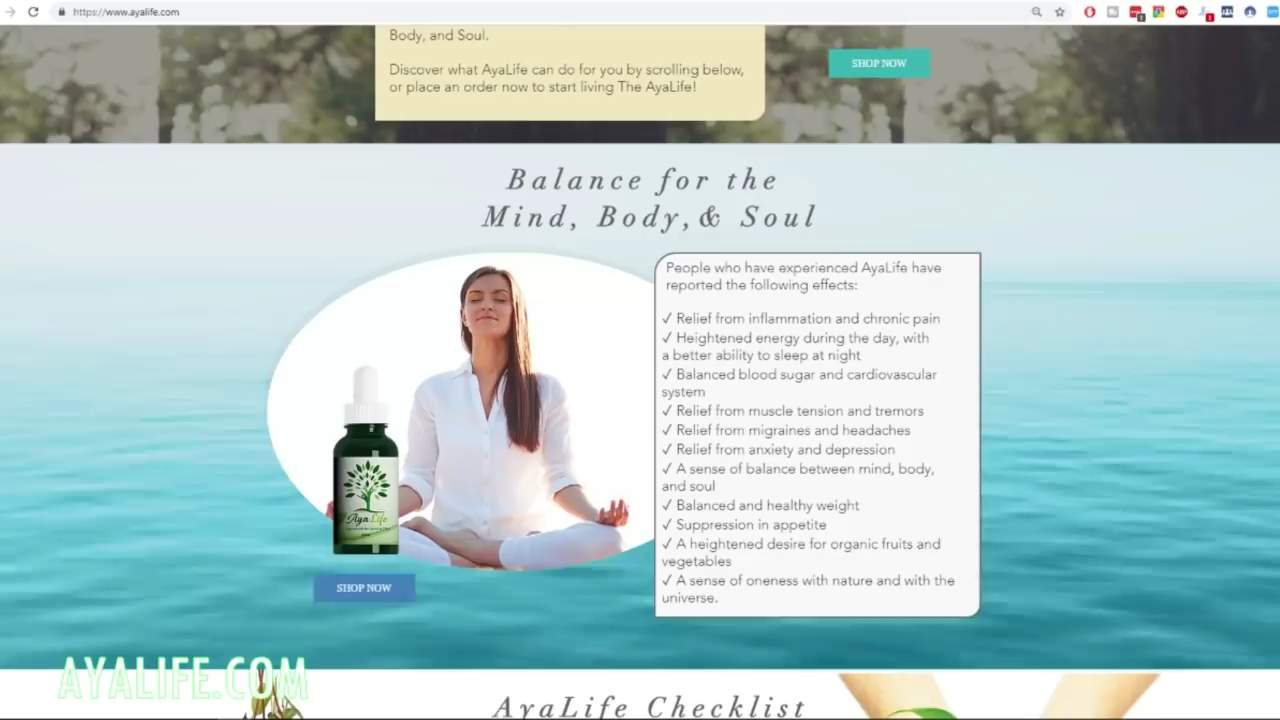 https://www.ayalife.com
Body, and Soul.
Discover what AyaLife can do for you by scrolling below,
or place an order now to start living The AyaLife!
SHOP NOW
Balance for the
Mind, Body,& Soul
People who have experienced AyaLife have
reported the following effects:
✓ Relief from inflammation and chronic pain
✓ Heightened energy during the day, with
a better ability to sleep at night
✓ Balanced blood sugar and cardiovascular
system
✓ Relief from muscle tension and tremors
✓ Relief from migraines and headaches
✓ Relief from anxiety and depression
✓ A sense of balance between mind, body,
and soul
✓ Balanced and healthy weight
✓ Suppression in appetite
✓ A heightened desire for organic fruits and
vegetables
✓ A sense of oneness with nature and with the
universe.
AyaLife
SHOP NOW
AYALIFE.COM
AyaLife Checklist